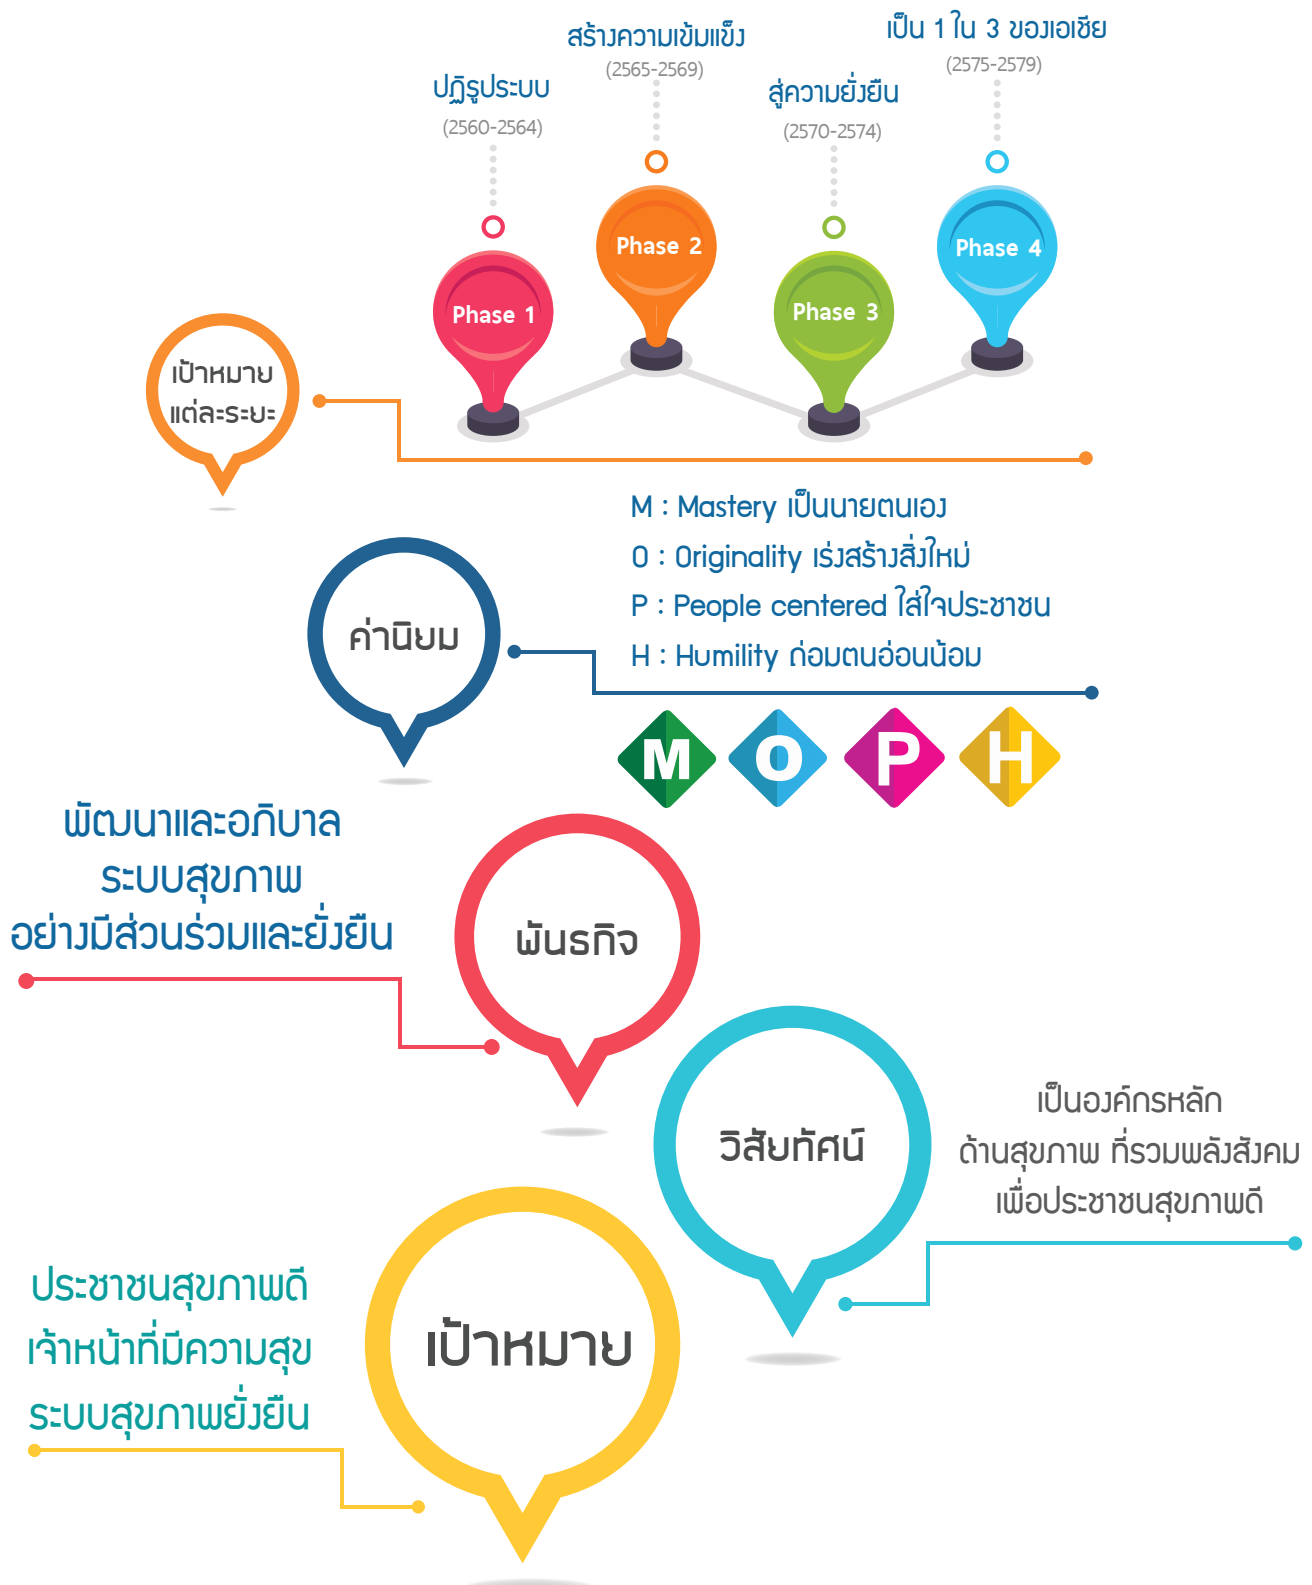 เป็น 1 ใน 3 ของเอเชีย
(2575-2579)
สร้างความเข้มแข็ง
(2565-2569)
ปฏิรูประบบ
(2560-2564)
สู่ความยั่งยืน
(2570-2574)
Phase 1
Phase 2
Phase 3
Phase 4
เป้าหมาย
แต่ละระยะ
M : Mastery เป็นนายตนเอง
O : Originality เร่งสร้างสิ่งใหม่
P : People centered ใส่ใจประชาชน
H : Humility ถ่อมตนอ่อนน้อม
ค่านิยม
M O P H
พัฒนาและอภิบาล
ระบบสุขภาพ
อย่างมีส่วนร่วมและยั่งยืน
พันธกิจ
วิสัยทัศน์
เป็นองค์กรหลัก
ด้านสุขภาพ ที่รวมพลังสังคม
เพื่อประชาชนสุขภาพดี
ประชาชนสุขภาพดี
เจ้าหน้าที่มีความสุข
ระบบสุขภาพยั่งยืน
เป้าหมาย